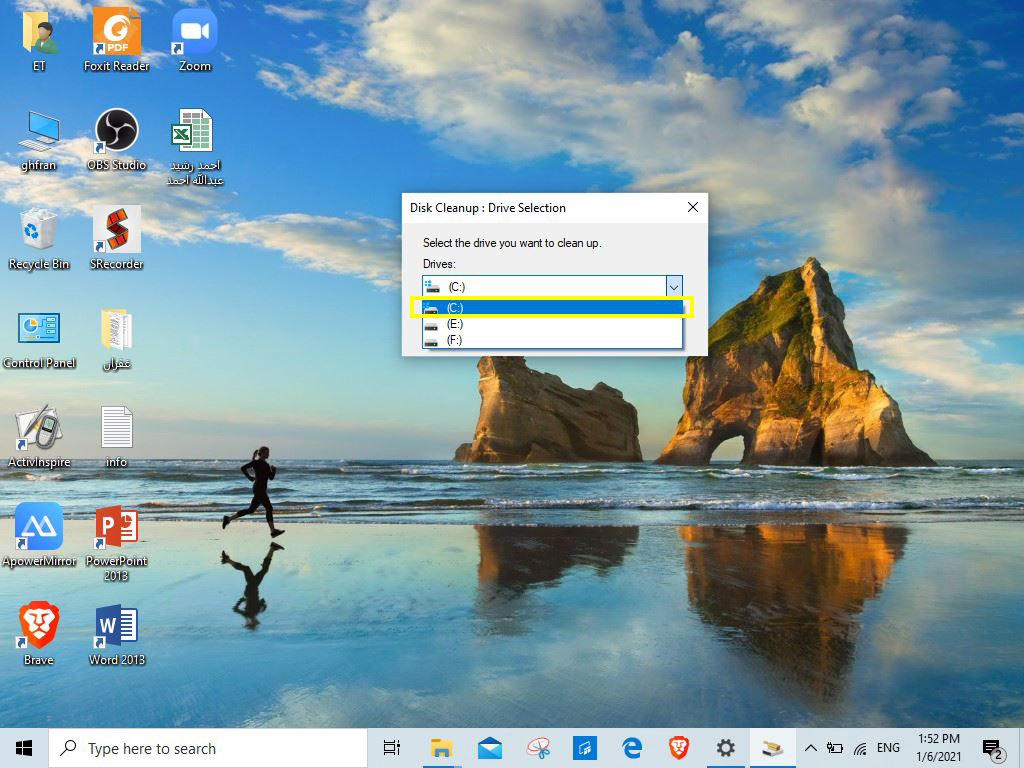 ET
Foxit Reader
Zoom
ghfran
OBS Studio
احمد رشيد
عبدالله احمد
Recycle Bin
SRecorder
Control Panel
غفران
ActivInspire
info
ApowerMirror
PowerPoint
2013
Brave
Word 2013
PDF
Disk Cleanup : Drive Selection
Select the drive you want to clean up.
Drives:
(C:)
(C:)
(E:)
(F:)
Type here to search
ENG
1:52 PM
1/6/2021
2